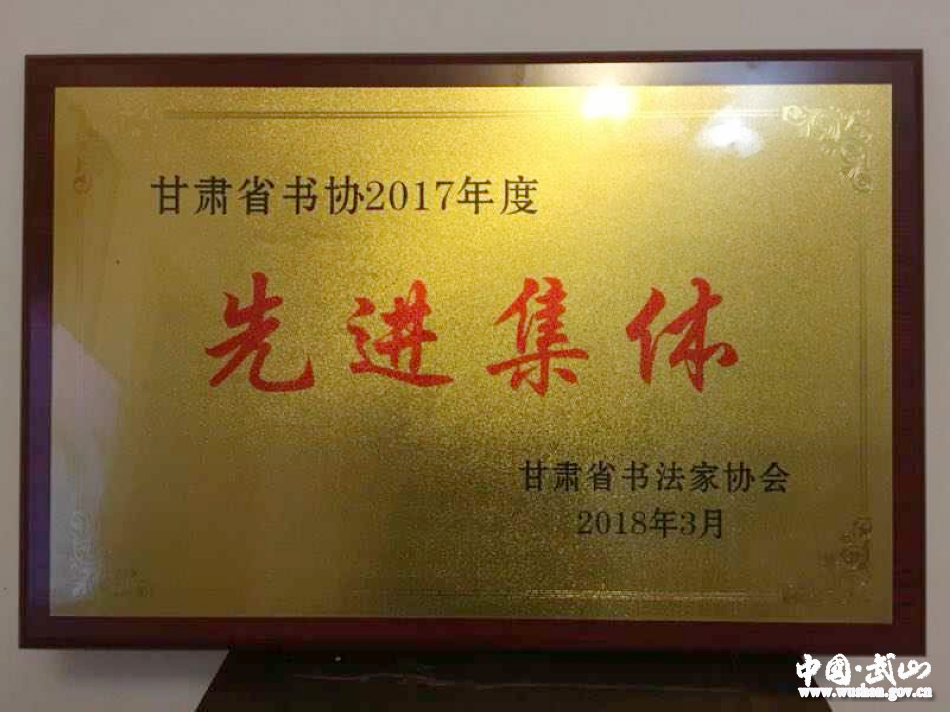 甘肃省书协2017年度
先进集体
甘肃省书法家协会
2018年3月
中国·武山
www.wushan.gov.cn